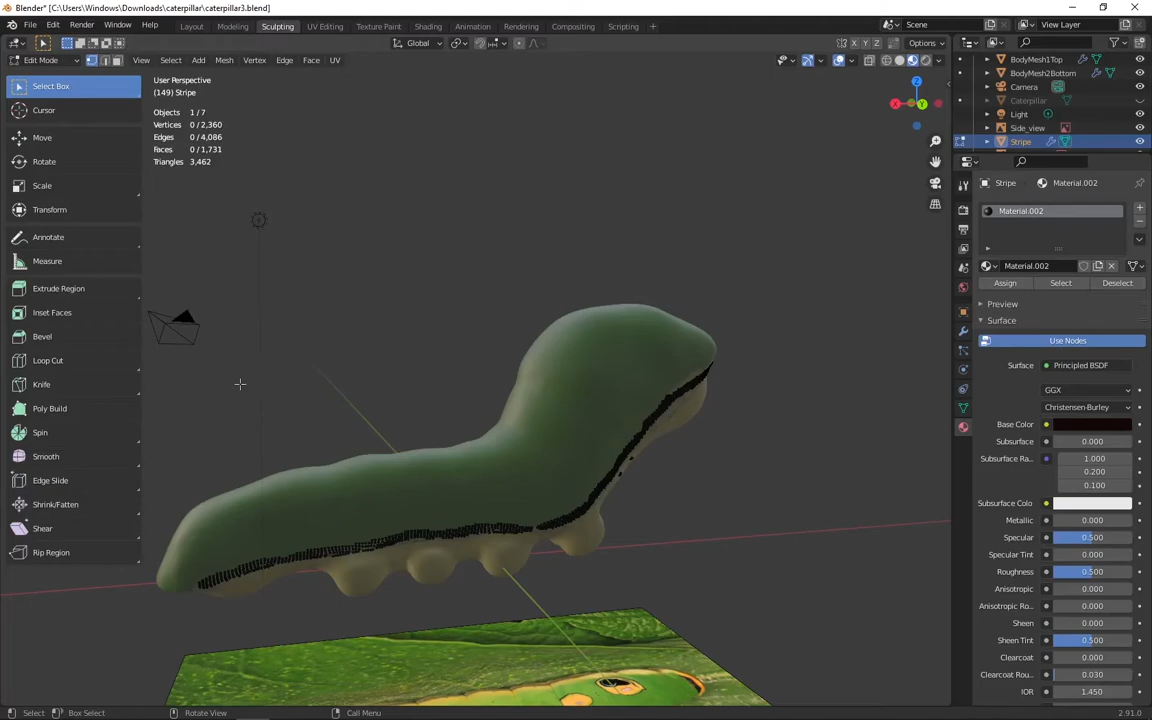 Blender* [C:\Users\Windows\Downloads\caterpillar\caterpillar3.blend]
File Edit Render Window Help Layout Modeling Sculpting UV Editing Texture Paint Shading Animation Rendering Compositing Scripting + Scene View Layer
Global X Y Z Options
Edit Mode View Select Add Mesh Vertex Edge Face UV
Select Box
Cursor
Move
Rotate
Scale
Transform
Annotate
Measure
Extrude Region
Inset Faces
Bevel
Loop Cut
Knife
Poly Build
Spin
Smooth
Edge Slide
Shrink/Fatten
Shear
Rip Region
User Perspective
(149) Stripe
Objects 1 / 7
Vertices 0 / 2,360
Edges 0 / 4,086
Faces 0 / 1,731
Triangles 3,462
Z
X
Y
BodyMesh1Top
BodyMesh2Bottom
Camera
Caterpillar
Light
Side_view
Stripe
Stripe Material.002
Material.002
Material.002
Assign Select Deselect
Preview
Surface
Use Nodes
Surface Principled BSDF
GGX
Christensen-Burley
Base Color
Subsurface 0.000
Subsurface Ra... 1.000
0.200
0.100
Subsurface Colo
Metallic 0.000
Specular 0.500
Specular Tint 0.000
Roughness 0.500
Anisotropic 0.000
Anisotropic Ro... 0.000
Sheen 0.000
Sheen Tint 0.500
Clearcoat 0.000
Clearcoat Rou... 0.030
IOR 1.450
Select Box Select Rotate View Call Menu 2.91.0